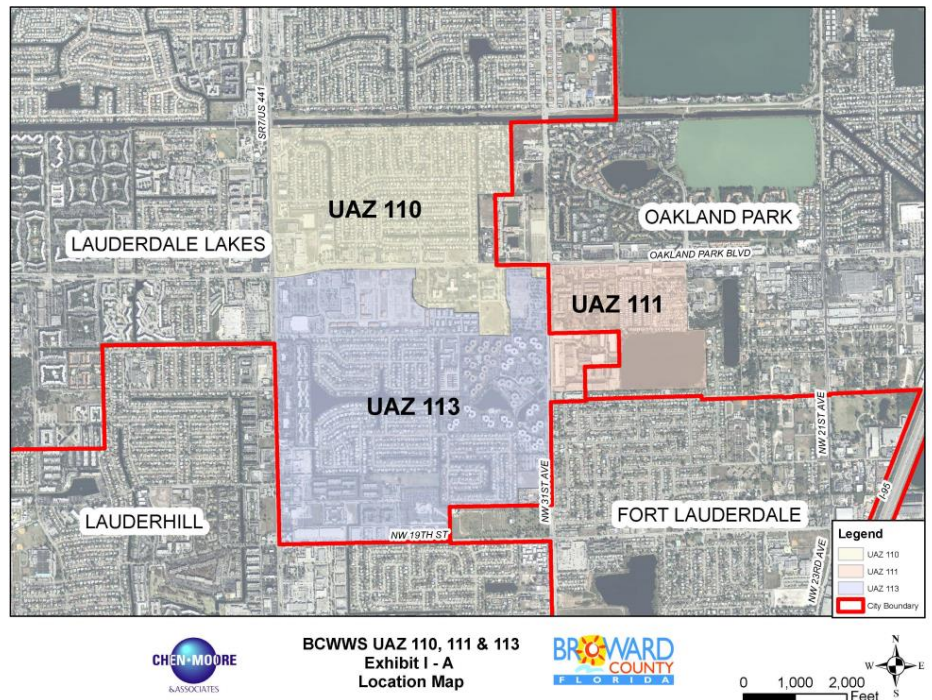 SR7/US 441
UAZ 110
OAKLAND PARK
LAUDERDALE LAKES
OAKLAND PARK BLVD
UAZ 111
UAZ 113
NW 21ST AVE
NW 31ST AVE
I-95
LAUDERHILL
FORT LAUDERDALE
NW 19TH ST
NW 23RD AVE
Legend
UAZ 110
UAZ 111
UAZ 113
City Boundary
CHEN•MOORE
& ASSOCIATES
BCWWS UAZ 110, 111 & 113
Exhibit I - A
Location Map
BROWARD
COUNTY
FLORIDA
N
W E
S
0 1,000 2,000
Feet